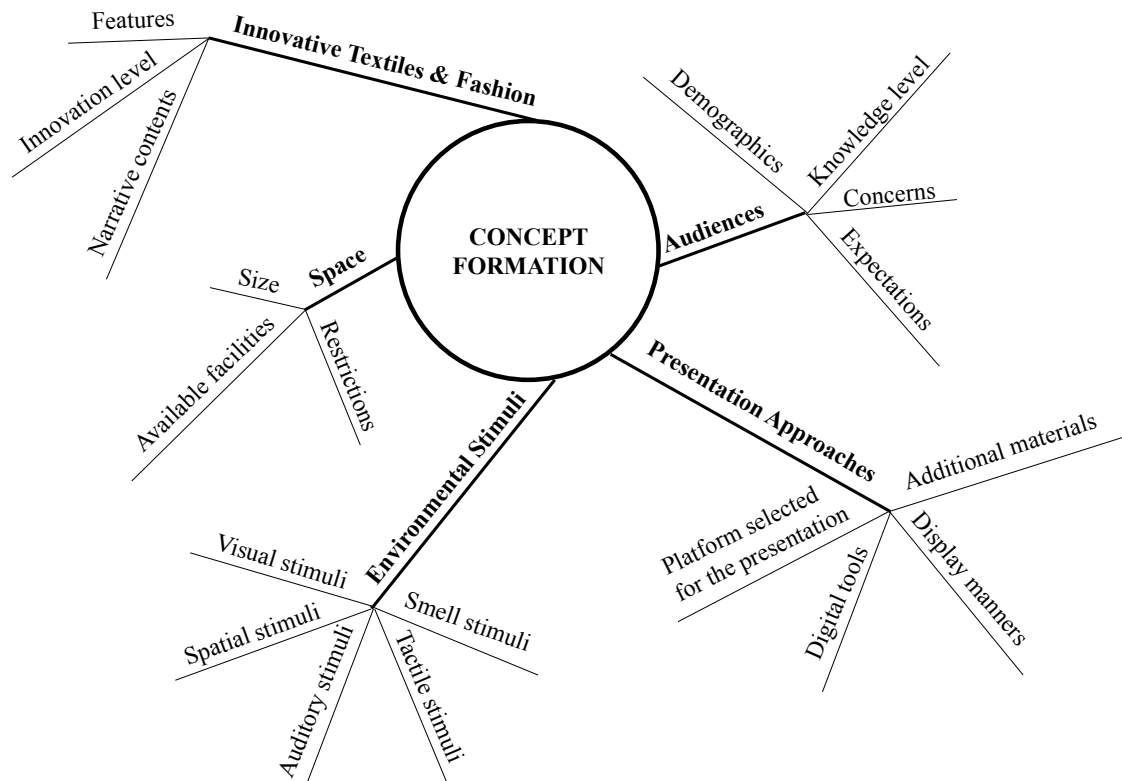 Features
Innovation level
Narrative contents
Innovative Textiles & Fashion
CONCEPT
FORMATION
Demographics
Knowledge level
Concerns
Expectations
Audiences
Space
Size
Available facilities
Restrictions
Presentation Approaches
Additional materials
Platform selected
for the presentation
Digital tools
Display manners
Environmental Stimuli
Visual stimuli
Spatial stimuli
Auditory stimuli
Tactile stimuli
Smell stimuli